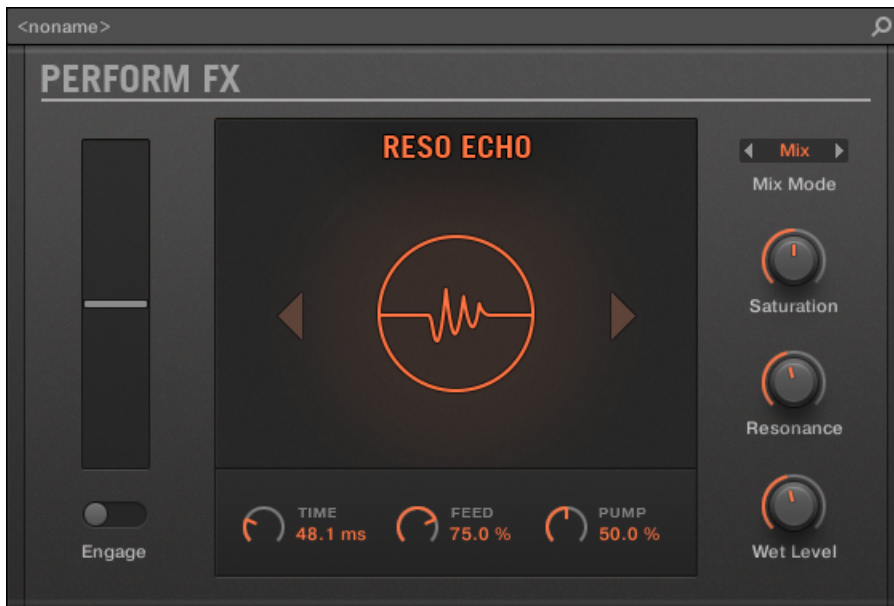 <noname>
PERFORM FX
RESO ECHO
Mix
Mix Mode
Saturation
Resonance
Wet Level
Engage
TIME
48.1 ms
FEED
75.0 %
PUMP
50.0 %